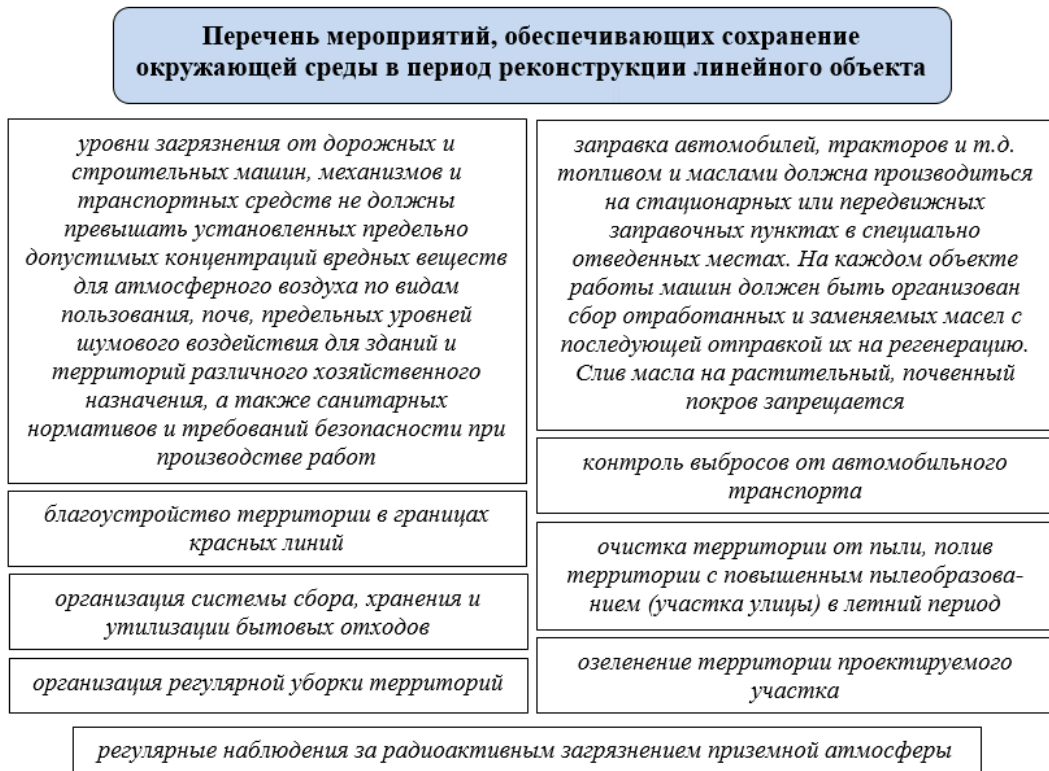 Перечень мероприятий, обеспечивающих сохранение
окружающей среды в период реконструкции линейного объекта
уровни загрязнения от дорожных и
строительных машин, механизмов и
транспортных средств не должны
превышать установленных предельно
допустимых концентраций вредных веществ
для атмосферного воздуха по видам
пользования, почв, предельных уровней
шумового воздействия для зданий и
территорий различного хозяйственного
назначения, а также санитарных
нормативов и требований безопасности при
производстве работ
благоустройство территории в границах
красных линий
организация системы сбора, хранения и
утилизации бытовых отходов
организация регулярной уборки территорий
заправка автомобилей, тракторов и т.д.
топливом и маслами должна производиться
на стационарных или передвижных
заправочных пунктах в специально
отведенных местах. На каждом объекте
работы машин должен быть организован
сбор отработанных и заменяемых масел с
последующей отправкой их на регенерацию.
Слив масла на растительный, почвенный
покров запрещается
контроль выбросов от автомобильного
транспорта
очистка территории от пыли, полив
территории с повышенным пылеобразова-
нием (участка улицы) в летний период
озеленение территории проектируемого
участка
регулярные наблюдения за радиоактивным загрязнением приземной атмосферы